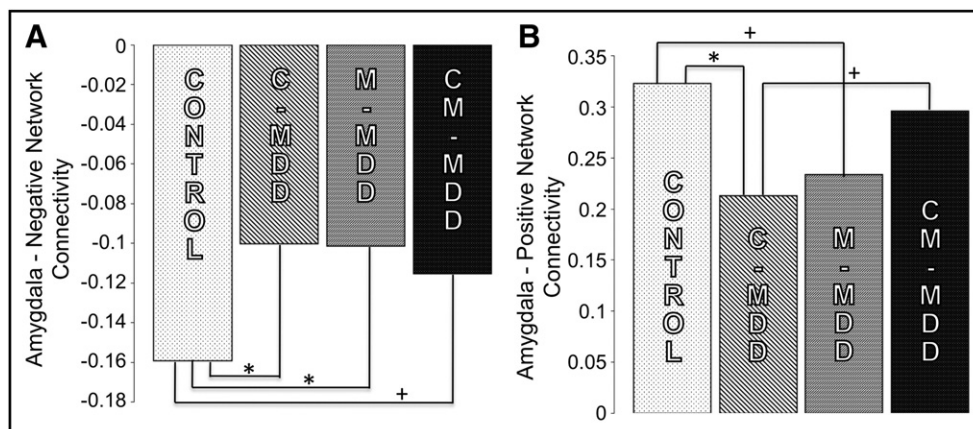 A
Amygdala - Negative Network
Connectivity
0
-0.02
-0.04
-0.06
-0.08
-0.1
-0.12
-0.14
-0.16
-0.18
CONTROL
C-MDD
M-MDD
CM-MDD
*
*
+
B
Amygdala - Positive Network
Connectivity
0.35
0.3
0.25
0.2
0.15
0.1
0.05
0
+
*
+
CONTROL
C-MDD
M-MDD
CM-MDD